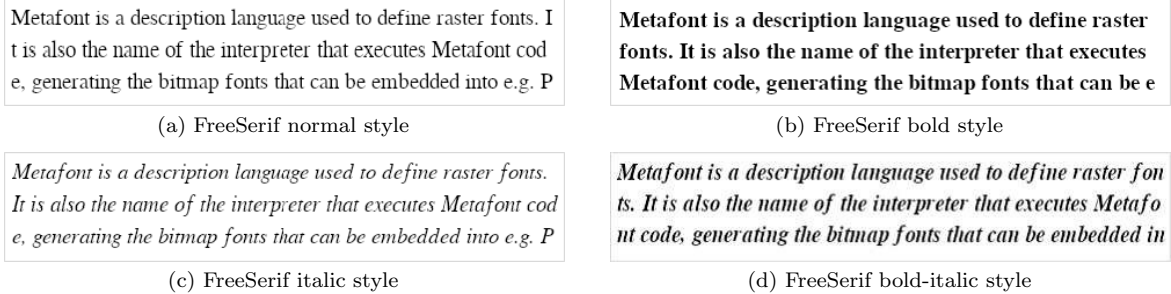 Metafont is a description language used to define raster fonts. I
t is also the name of the interpreter that executes Metafont cod
e, generating the bitmap fonts that can be embedded into e.g. P
(a) FreeSerif normal style
Metafont is a description language used to define raster
fonts. It is also the name of the interpreter that executes
Metafont code, generating the bitmap fonts that can be e
(b) FreeSerif bold style
Metafont is a description language used to define raster fonts.
It is also the name of the interpreter that executes Metafont cod
e, generating the bitmap fonts that can be embedded into e.g. P
(c) FreeSerif italic style
Metafont is a description language used to define raster fon
ts. It is also the name of the interpreter that executes Metafo
nt code, generating the bitmap fonts that can be embedded in
(d) FreeSerif bold-italic style